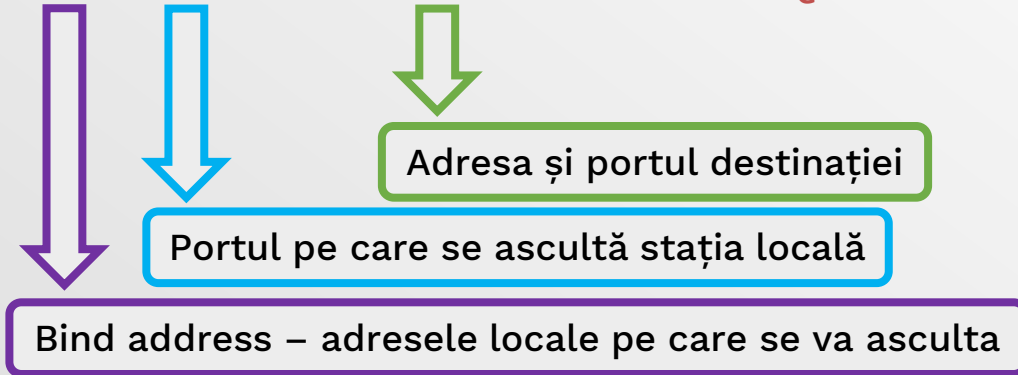 Adresa și portul destinației
Portul pe care se ascultă stația locală
Bind address – adresele locale pe care se va asculta